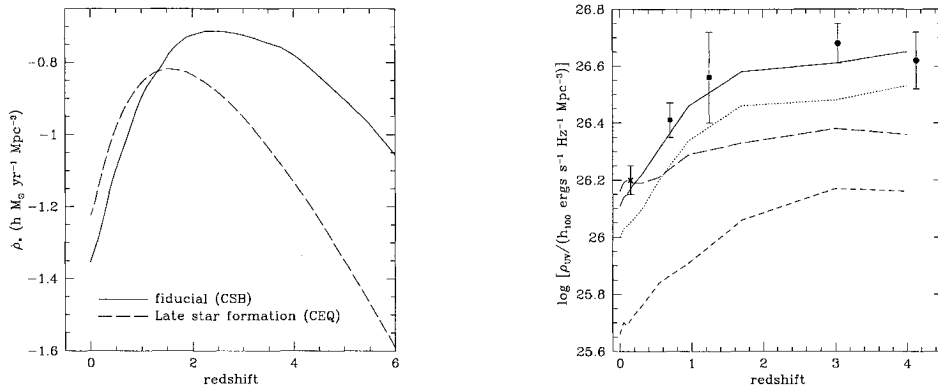 -0.8
-1
-1.2
-1.4
-1.6
ρ̇* (h M⊙ yr⁻¹ Mpc⁻³)
fiducial (CSB)
Late star formation (CEQ)
0 2 4 6
redshift
26.8
26.6
26.4
26.2
26
25.8
25.6
log [ρUV/(h100 ergs s⁻¹ Hz⁻¹ Mpc⁻³)]
0 1 2 3 4
redshift